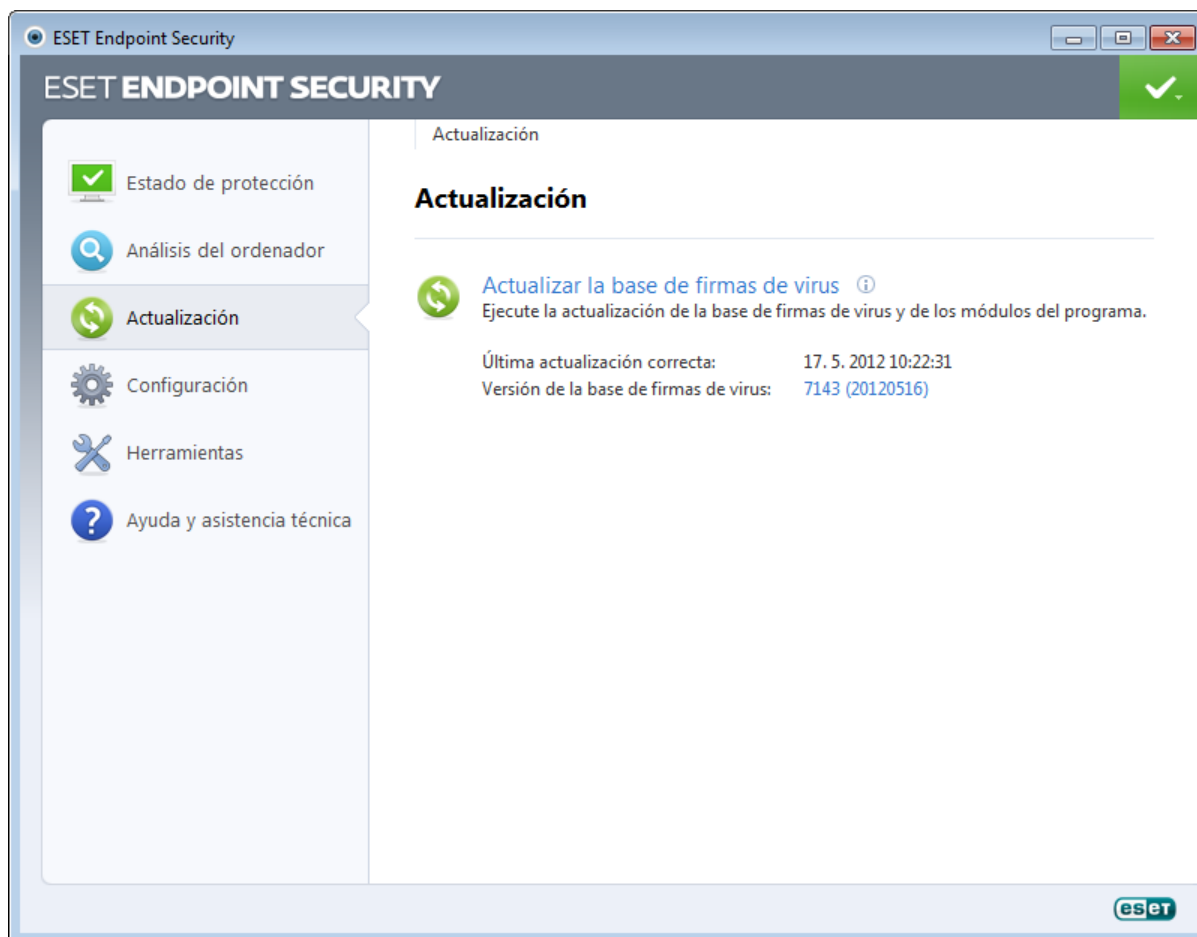 ESET Endpoint Security
ESET ENDPOINT SECURITY
Estado de protección
Análisis del ordenador
Actualización
Configuración
Herramientas
Ayuda y asistencia técnica
Actualización
Actualización
Actualizar la base de firmas de virus
Ejecute la actualización de la base de firmas de virus y de los módulos del programa.
Última actualización correcta: 17. 5. 2012 10:22:31
Versión de la base de firmas de virus: 7143 (20120516)
eseT